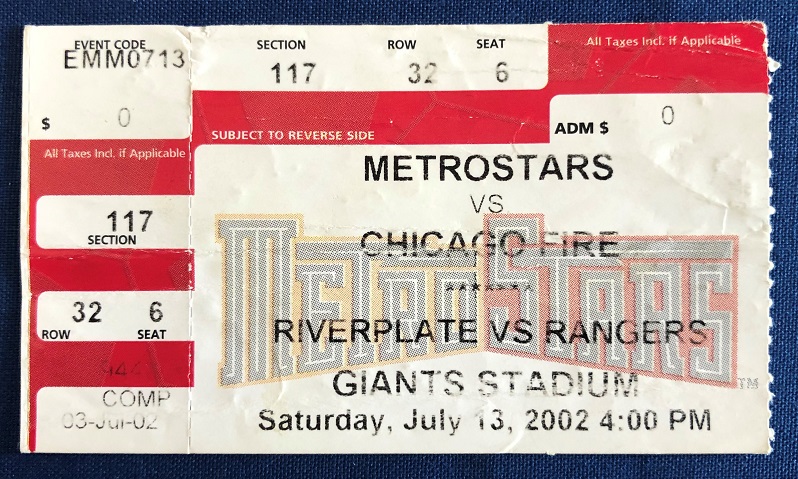 EVENT CODE
EMM0713
$ 0
All Taxes Incl. if Applicable
117
SECTION
32 6
ROW SEAT
COMP
03-Jul-02
SECTION ROW SEAT
117 32 6
All Taxes Incl. if Applicable
SUBJECT TO REVERSE SIDE
ADM $ 0
METROSTARS
VS
CHICAGO FIRE
*******
RIVERPLATE VS RANGERS
METROSTARS TM
GIANTS STADIUM
Saturday, July 13, 2002 4:00 PM